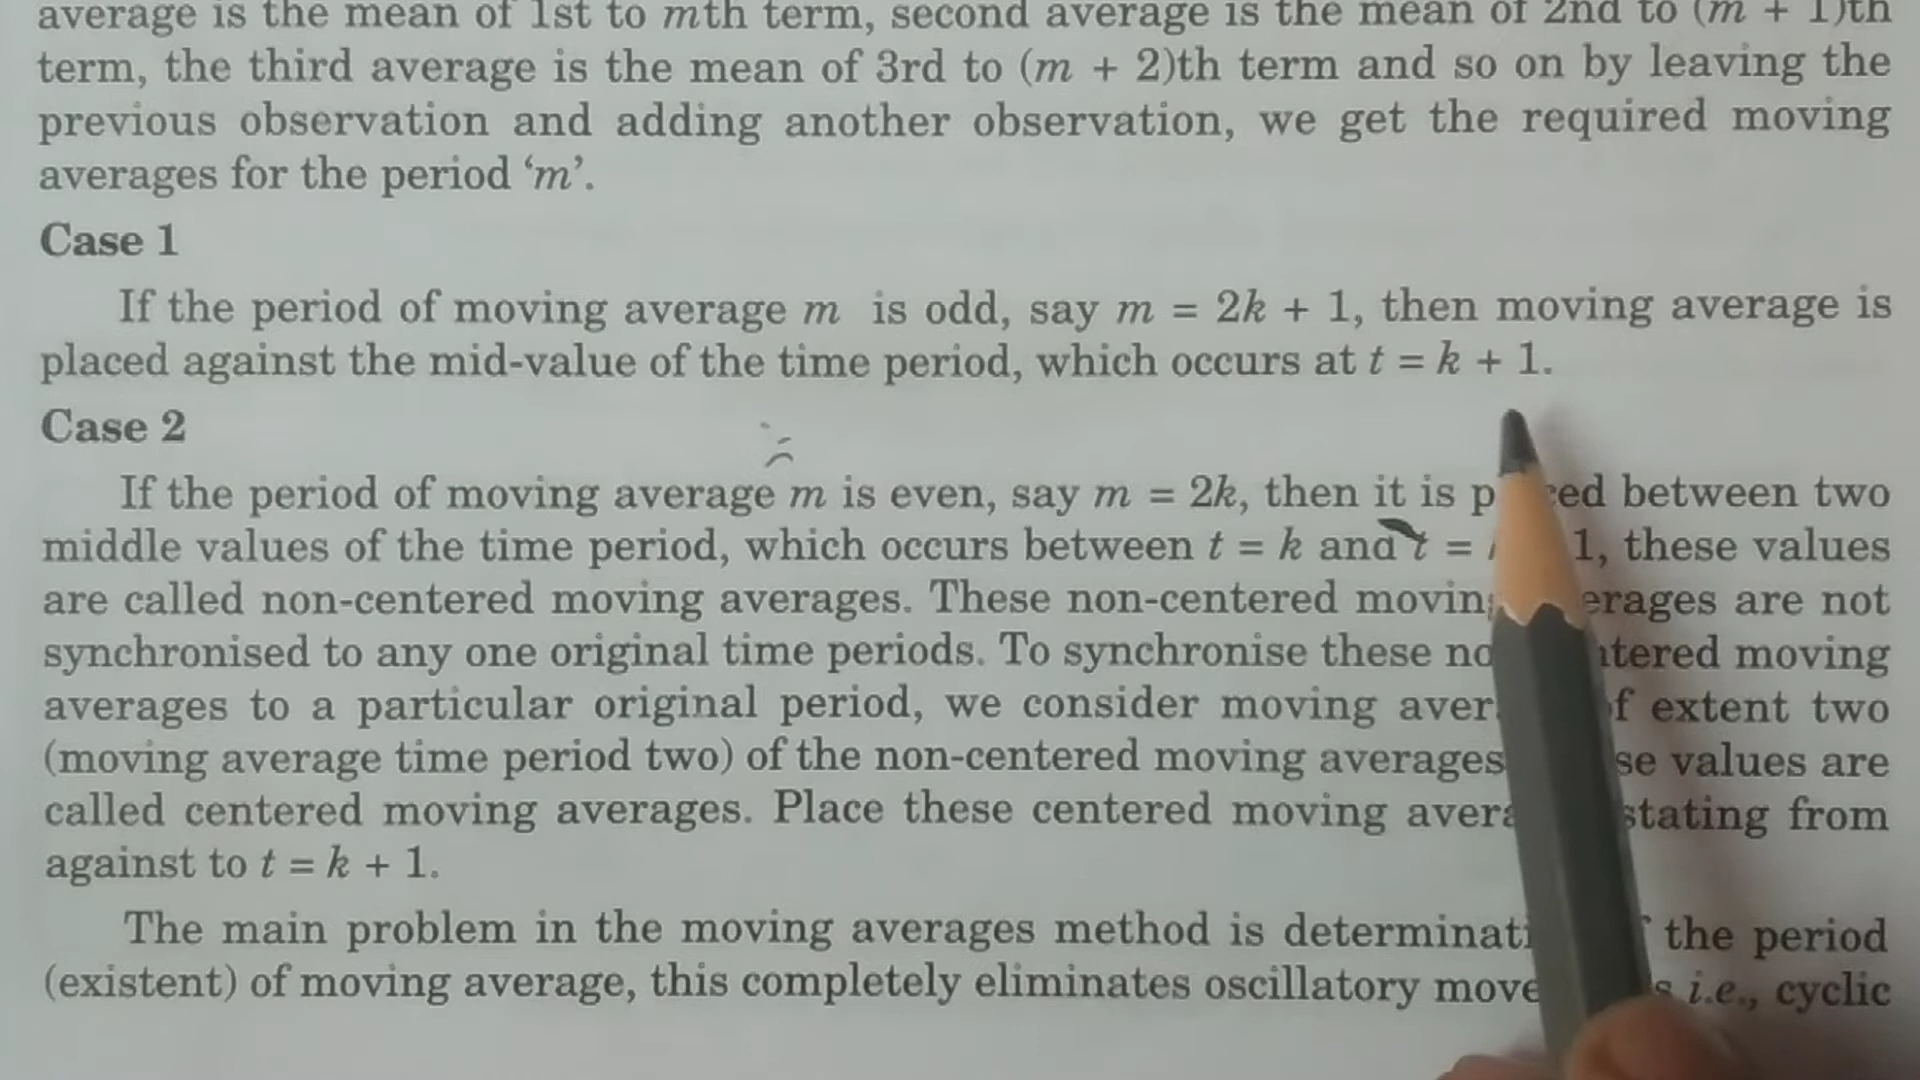 average is the mean of 1st to mth term, second average is the mean of 2nd to (m + 1)th
term, the third average is the mean of 3rd to (m + 2)th term and so on by leaving the
previous observation and adding another observation, we get the required moving
averages for the period ‘m’.
Case 1
If the period of moving average m is odd, say m = 2k + 1, then moving average is
placed against the mid-value of the time period, which occurs at t = k + 1.
Case 2
If the period of moving average m is even, say m = 2k, then it is between two
middle values of the time period, which occurs between t = k and t = 1, these values
are called non-centered moving averages. These non-centered are not
synchronised to any one original time periods. To synchronise these moving
averages to a particular original period, we consider moving extent two
(moving average time period two) of the non-centered moving averages values are
called centered moving averages. Place these centered moving stating from
against to t = k + 1.
The main problem in the moving averages method is the period
(existent) of moving average, this completely eliminates oscillatory i.e., cyclic